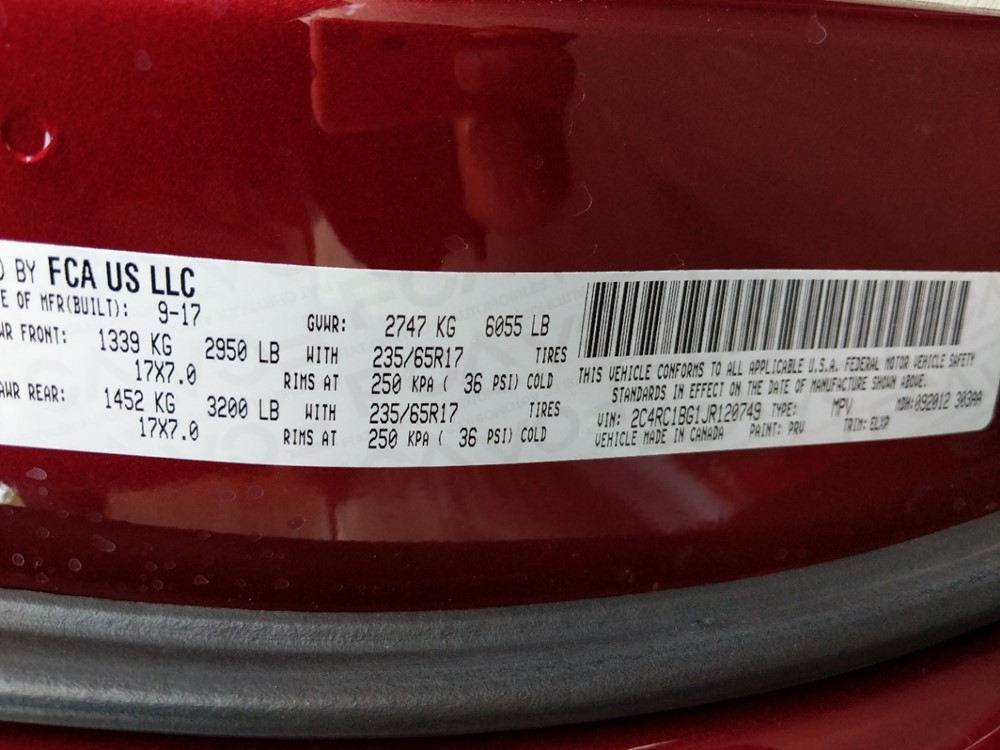 ) BY FCA US LLC
E OF MFR(BUILT): 9-17
GVWR: 2747 KG 6055 LB
WR FRONT: 1339 KG 2950 LB WITH 235/65R17 TIRES
17X7.0 RIMS AT 250 KPA ( 36 PSI) COLD
AWR REAR: 1452 KG 3200 LB WITH 235/65R17 TIRES
17X7.0 RIMS AT 250 KPA ( 36 PSI) COLD
THIS VEHICLE CONFORMS TO ALL APPLICABLE U.S.A. FEDERAL MOTOR VEHICLE SAFETY
STANDARDS IN EFFECT ON THE DATE OF MANUFACTURE SHOWN ABOVE.
VIN: 2C4RC1BG1JR120749 TYPE: MPV MDH:092012 303AA
VEHICLE MADE IN CANADA PAINT: PRV TRIM: ELXP